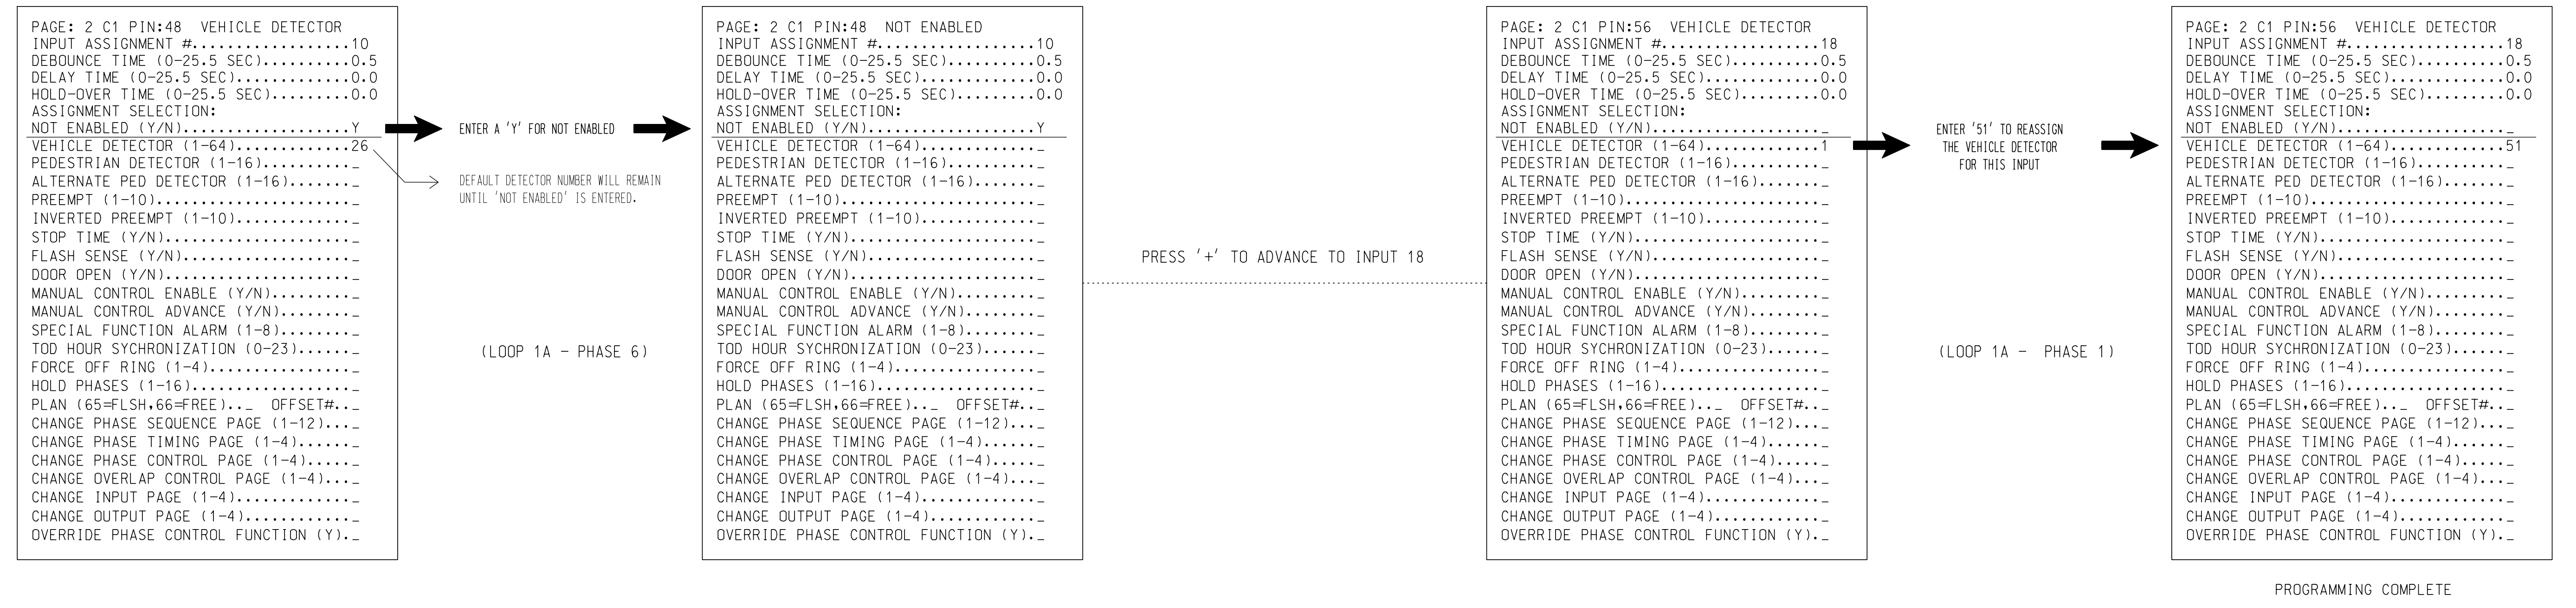 PAGE: 2 C1 PIN:48 VEHICLE DETECTOR
INPUT ASSIGNMENT #..................10
DEBOUNCE TIME (0-25.5 SEC)..........0.5
DELAY TIME (0-25.5 SEC).............0.0
HOLD-OVER TIME (0-25.5 SEC).........0.0
ASSIGNMENT SELECTION:
NOT ENABLED (Y/N)...................Y
VEHICLE DETECTOR (1-64).............26
PEDESTRIAN DETECTOR (1-16).........._
ALTERNATE PED DETECTOR (1-16)......._
PREEMPT (1-10)......................_
INVERTED PREEMPT (1-10)............._
STOP TIME (Y/N)....................._
FLASH SENSE (Y/N)..................._
DOOR OPEN (Y/N)....................._
MANUAL CONTROL ENABLE (Y/N)........._
MANUAL CONTROL ADVANCE (Y/N)........_
SPECIAL FUNCTION ALARM (1-8)........_
TOD HOUR SYCHRONIZATION (0-23)......_
FORCE OFF RING (1-4)................_
HOLD PHASES (1-16).................._
PLAN (65=FLSH,66=FREE).._ OFFSET#.._
CHANGE PHASE SEQUENCE PAGE (1-12)..._
CHANGE PHASE TIMING PAGE (1-4)......_
CHANGE PHASE CONTROL PAGE (1-4)....._
CHANGE OVERLAP CONTROL PAGE (1-4)..._
CHANGE INPUT PAGE (1-4)............._
CHANGE OUTPUT PAGE (1-4)............_
OVERRIDE PHASE CONTROL FUNCTION (Y)._
ENTER A 'Y' FOR NOT ENABLED
DEFAULT DETECTOR NUMBER WILL REMAIN
UNTIL 'NOT ENABLED' IS ENTERED.
(LOOP 1A - PHASE 6)
PAGE: 2 C1 PIN:48 NOT ENABLED
INPUT ASSIGNMENT #..................10
DEBOUNCE TIME (0-25.5 SEC)..........0.5
DELAY TIME (0-25.5 SEC).............0.0
HOLD-OVER TIME (0-25.5 SEC).........0.0
ASSIGNMENT SELECTION:
NOT ENABLED (Y/N)...................Y
VEHICLE DETECTOR (1-64)............._
PEDESTRIAN DETECTOR (1-16).........._
ALTERNATE PED DETECTOR (1-16)......._
PREEMPT (1-10)......................_
INVERTED PREEMPT (1-10)............._
STOP TIME (Y/N)....................._
FLASH SENSE (Y/N)..................._
DOOR OPEN (Y/N)....................._
MANUAL CONTROL ENABLE (Y/N)........._
MANUAL CONTROL ADVANCE (Y/N)........_
SPECIAL FUNCTION ALARM (1-8)........_
TOD HOUR SYCHRONIZATION (0-23)......_
FORCE OFF RING (1-4)................_
HOLD PHASES (1-16).................._
PLAN (65=FLSH,66=FREE).._ OFFSET#.._
CHANGE PHASE SEQUENCE PAGE (1-12)..._
CHANGE PHASE TIMING PAGE (1-4)......_
CHANGE PHASE CONTROL PAGE (1-4)....._
CHANGE OVERLAP CONTROL PAGE (1-4)..._
CHANGE INPUT PAGE (1-4)............._
CHANGE OUTPUT PAGE (1-4)............_
OVERRIDE PHASE CONTROL FUNCTION (Y)._
PRESS '+' TO ADVANCE TO INPUT 18
PAGE: 2 C1 PIN:56 VEHICLE DETECTOR
INPUT ASSIGNMENT #..................18
DEBOUNCE TIME (0-25.5 SEC)..........0.5
DELAY TIME (0-25.5 SEC).............0.0
HOLD-OVER TIME (0-25.5 SEC).........0.0
ASSIGNMENT SELECTION:
NOT ENABLED (Y/N)..................._
VEHICLE DETECTOR (1-64).............1
PEDESTRIAN DETECTOR (1-16).........._
ALTERNATE PED DETECTOR (1-16)......._
PREEMPT (1-10)......................_
INVERTED PREEMPT (1-10)............._
STOP TIME (Y/N)....................._
FLASH SENSE (Y/N)..................._
DOOR OPEN (Y/N)....................._
MANUAL CONTROL ENABLE (Y/N)........._
MANUAL CONTROL ADVANCE (Y/N)........_
SPECIAL FUNCTION ALARM (1-8)........_
TOD HOUR SYCHRONIZATION (0-23)......_
FORCE OFF RING (1-4)................_
HOLD PHASES (1-16).................._
PLAN (65=FLSH,66=FREE).._ OFFSET#.._
CHANGE PHASE SEQUENCE PAGE (1-12)..._
CHANGE PHASE TIMING PAGE (1-4)......_
CHANGE PHASE CONTROL PAGE (1-4)....._
CHANGE OVERLAP CONTROL PAGE (1-4)..._
CHANGE INPUT PAGE (1-4)............._
CHANGE OUTPUT PAGE (1-4)............_
OVERRIDE PHASE CONTROL FUNCTION (Y)._
ENTER '51' TO REASSIGN
THE VEHICLE DETECTOR
FOR THIS INPUT
(LOOP 1A - PHASE 1)
PAGE: 2 C1 PIN:56 VEHICLE DETECTOR
INPUT ASSIGNMENT #..................18
DEBOUNCE TIME (0-25.5 SEC)..........0.5
DELAY TIME (0-25.5 SEC).............0.0
HOLD-OVER TIME (0-25.5 SEC).........0.0
ASSIGNMENT SELECTION:
NOT ENABLED (Y/N)..................._
VEHICLE DETECTOR (1-64).............51
PEDESTRIAN DETECTOR (1-16).........._
ALTERNATE PED DETECTOR (1-16)......._
PREEMPT (1-10)......................_
INVERTED PREEMPT (1-10)............._
STOP TIME (Y/N)....................._
FLASH SENSE (Y/N)..................._
DOOR OPEN (Y/N)....................._
MANUAL CONTROL ENABLE (Y/N)........._
MANUAL CONTROL ADVANCE (Y/N)........_
SPECIAL FUNCTION ALARM (1-8)........_
TOD HOUR SYCHRONIZATION (0-23)......_
FORCE OFF RING (1-4)................_
HOLD PHASES (1-16).................._
PLAN (65=FLSH,66=FREE).._ OFFSET#.._
CHANGE PHASE SEQUENCE PAGE (1-12)..._
CHANGE PHASE TIMING PAGE (1-4)......_
CHANGE PHASE CONTROL PAGE (1-4)....._
CHANGE OVERLAP CONTROL PAGE (1-4)..._
CHANGE INPUT PAGE (1-4)............._
CHANGE OUTPUT PAGE (1-4)............_
OVERRIDE PHASE CONTROL FUNCTION (Y)._
PROGRAMMING COMPLETE